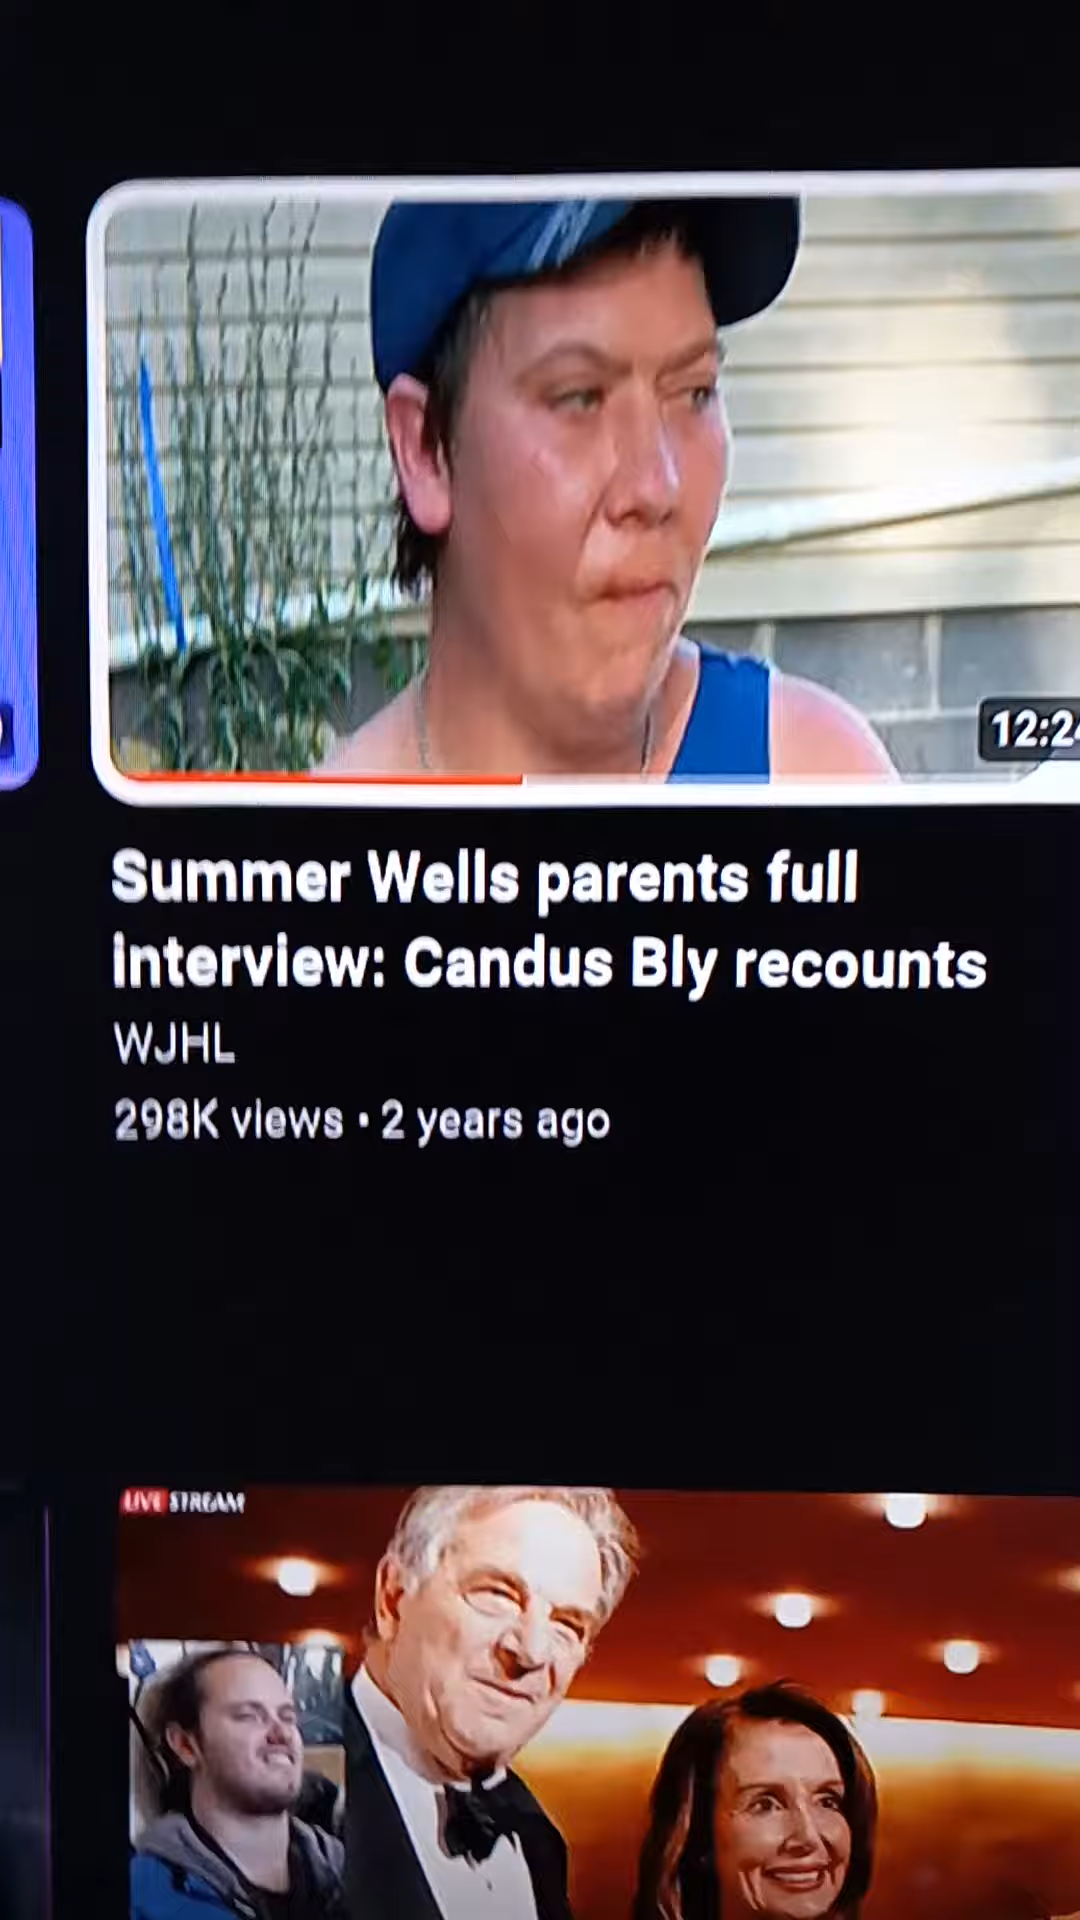 12:2
Summer Wells parents full
interview: Candus Bly recounts
WJHL
298K views • 2 years ago
LIVE STREAM